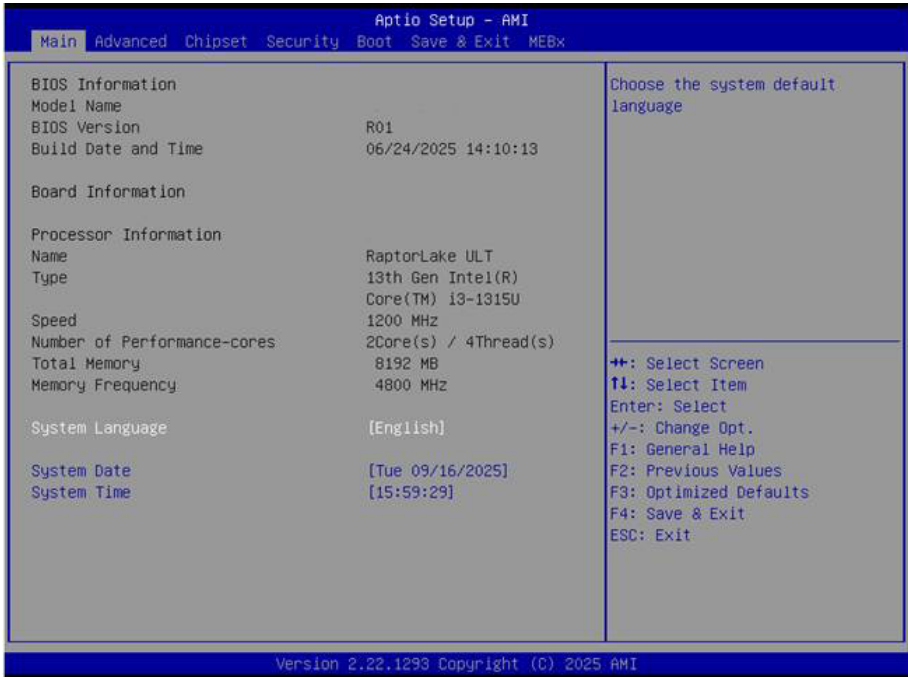 Aptio Setup - AMI
Main Advanced Chipset Security Boot Save & Exit MEBx
BIOS Information
Model Name
BIOS Version R01
Build Date and Time 06/24/2025 14:10:13
Board Information
Processor Information
Name RaptorLake ULT
Type 13th Gen Intel(R)
Core(TM) i3-1315U
Speed 1200 MHz
Number of Performance-cores 2Core(s) / 4Thread(s)
Total Memory 8192 MB
Memory Frequency 4800 MHz
System Language [English]
System Date [Tue 09/16/2025]
System Time [15:59:29]
Choose the system default
language
→←: Select Screen
↑↓: Select Item
Enter: Select
+/-: Change Opt.
F1: General Help
F2: Previous Values
F3: Optimized Defaults
F4: Save & Exit
ESC: Exit
Version 2.22.1293 Copyright (C) 2025 AMI